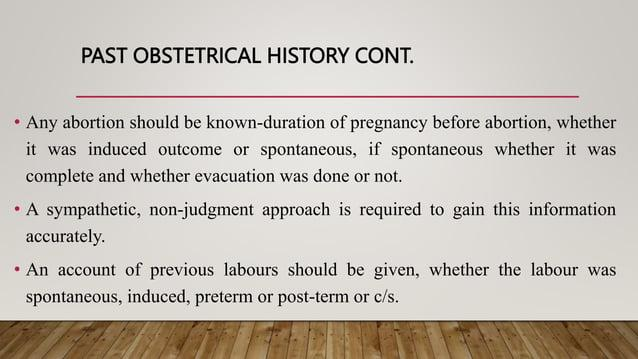 PAST OBSTETRICAL HISTORY CONT.
• Any abortion should be known-duration of pregnancy before abortion, whether
it was induced outcome or spontaneous, if spontaneous whether it was
complete and whether evacuation was done or not.
• A sympathetic, non-judgment approach is required to gain this information
accurately.
• An account of previous labours should be given, whether the labour was
spontaneous, induced, preterm or post-term or c/s.